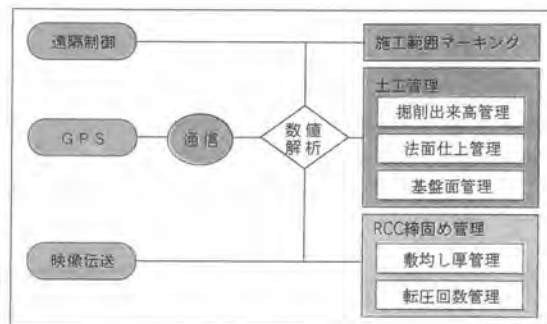 遠隔制御
施工範囲マーキング
土工管理
掘削出来高管理
GPS
通信
数値
解析
法面仕上管理
基盤面管理
RCC締固め管理
映像伝送
敷均し厚管理
転圧回数管理